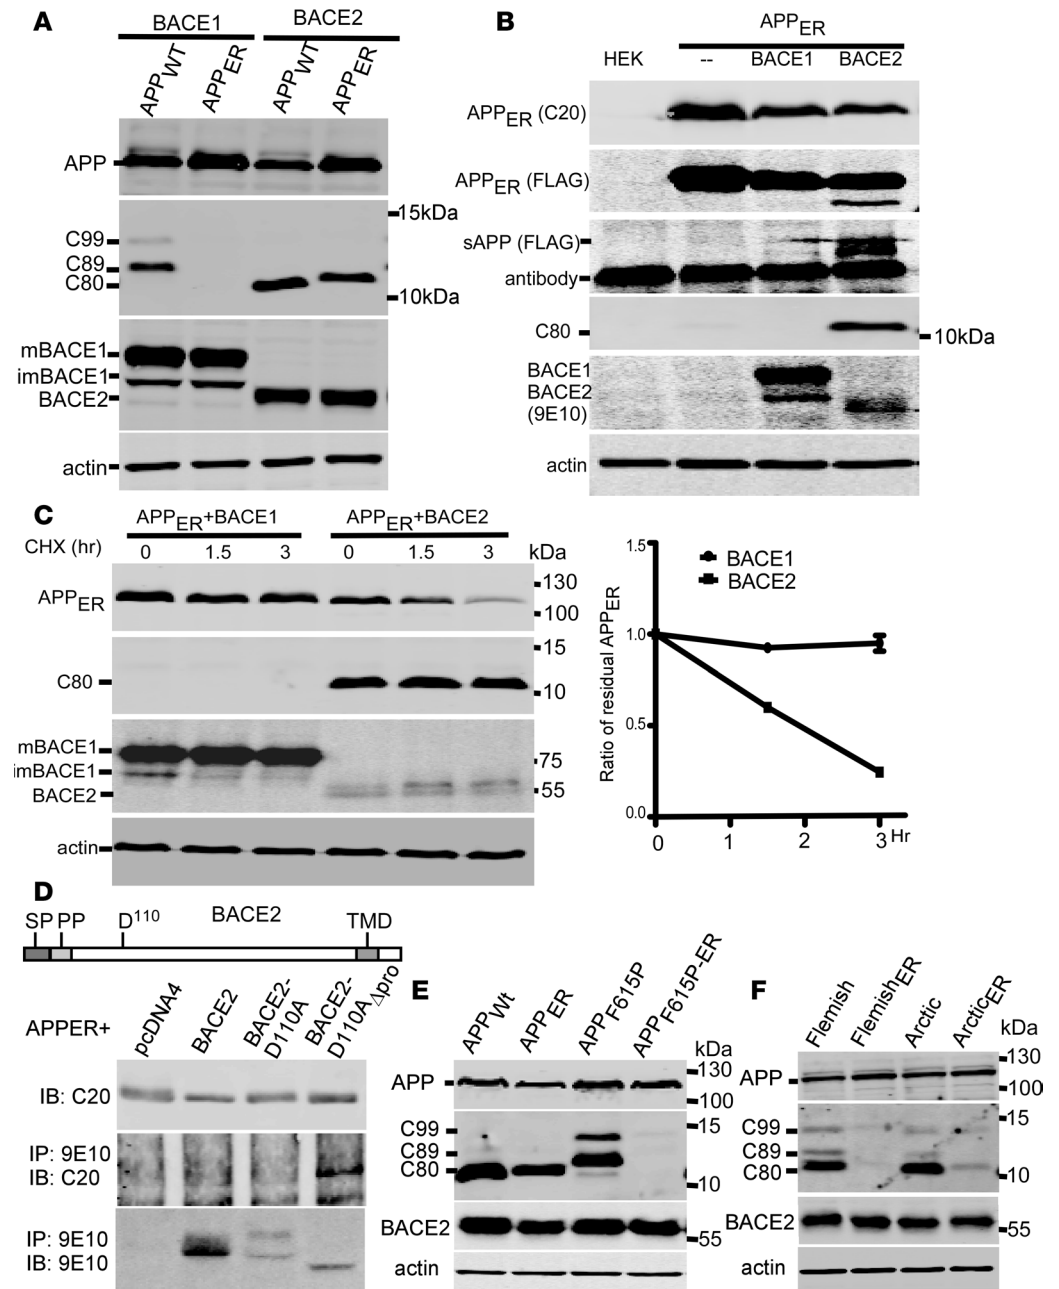 A
BACE1
BACE2
APPWT
APPER
APPWT
APPER
APP
C99
C89
C80
15kDa
10kDa
mBACE1
imBACE1
BACE2
actin
B
APPER
HEK
--
BACE1
BACE2
APPER (C20)
APPER (FLAG)
sAPP (FLAG)
antibody
C80
10kDa
BACE1
BACE2
(9E10)
actin
C
APPER+BACE1
APPER+BACE2
CHX (hr)
0
1.5
3
0
1.5
3
kDa
APPER
130
100
C80
15
10
mBACE1
imBACE1
BACE2
75
55
actin
Ratio of residual APPER
1.5
1.0
0.5
0.0
0
1
2
3
Hr
BACE1
BACE2
D
SP
PP
D110
BACE2
TMD
APPER+
pcDNA4
BACE2
BACE2-
D110A
BACE2-
D110AΔpro
IB: C20
IP: 9E10
IB: C20
IP: 9E10
IB: 9E10
E
APPWt
APPER
APPF615P
APPF615P-ER
kDa
APP
130
100
C99
C89
C80
15
10
BACE2
55
actin
F
Flemish
FlemishER
Arctic
ArcticER
kDa
APP
130
100
C99
C89
C80
15
10
BACE2
55
actin